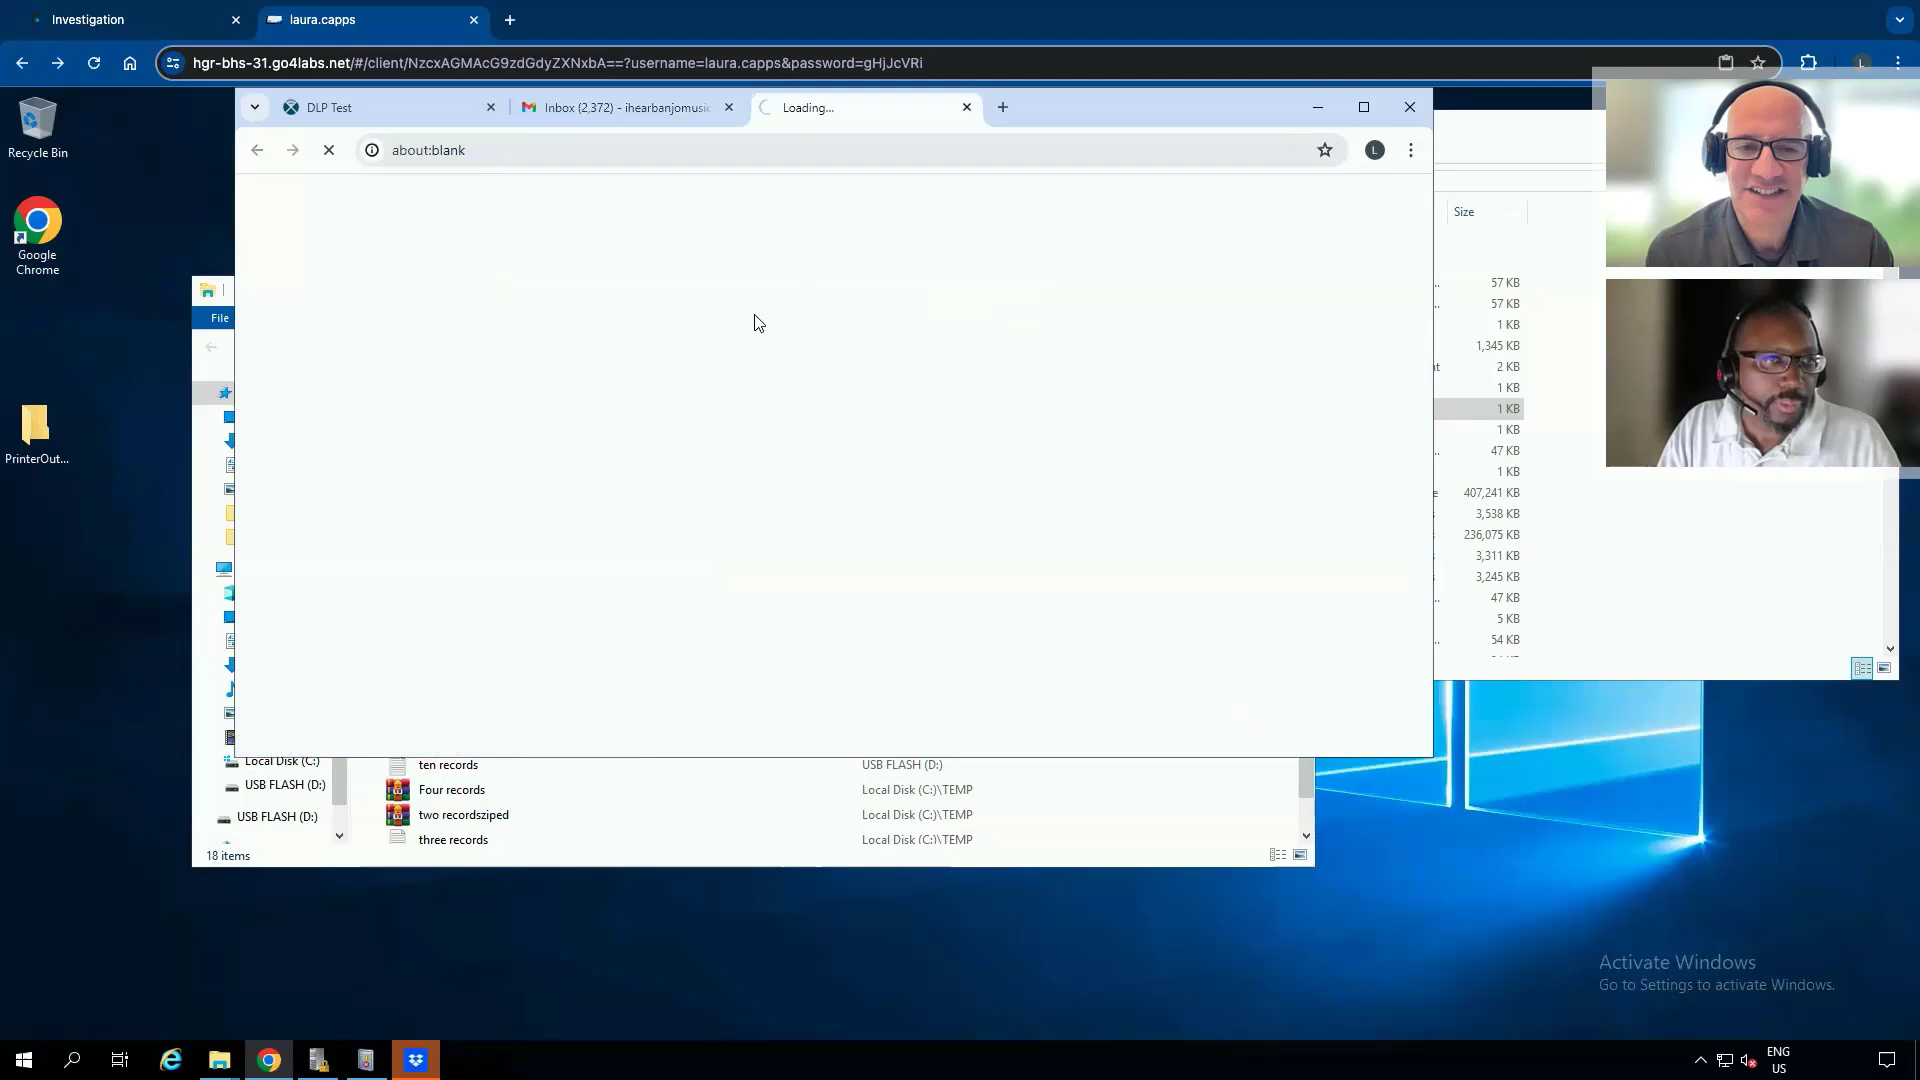 Investigation
laura.capps
hgr-bhs-31.go4labs.net/#/client/NzcxAGMAcG9zdGdyZXNxbA==?username=laura.capps&password=gHjJcVRi
L
Recycle Bin
Google
Chrome
PrinterOut...
DLP Test
Inbox (2,372) - ihearbanjomusic
Loading...
about:blank
L
Size
57 KB
57 KB
1 KB
1,345 KB
2 KB
1 KB
1 KB
1 KB
47 KB
1 KB
407,241 KB
3,538 KB
236,075 KB
3,311 KB
3,245 KB
47 KB
5 KB
54 KB
File
Local Disk (C:)
USB FLASH (D:)
USB FLASH (D:)
ten records USB FLASH (D:)
Four records Local Disk (C:)\TEMP
two recordsziped Local Disk (C:)\TEMP
three records Local Disk (C:)\TEMP
18 items
Activate Windows
Go to Settings to activate Windows.
ENG
US